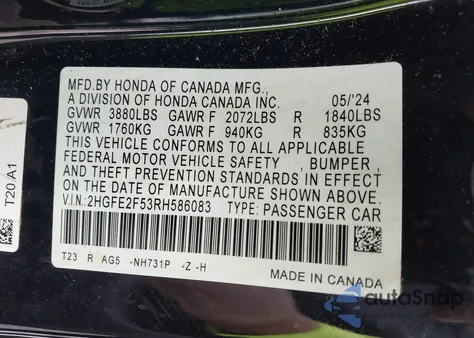 MFD.BY HONDA OF CANADA MFG.,
A DIVISION OF HONDA CANADA INC. 05/'24
GVWR 3880LBS GAWR F 2072LBS R 1840LBS
GVWR 1760KG GAWR F 940KG R 835KG
THIS VEHICLE CONFORMS TO ALL APPLICABLE
FEDERAL MOTOR VEHICLE SAFETY , BUMPER ,
AND THEFT PREVENTION STANDARDS IN EFFECT
ON THE DATE OF MANUFACTURE SHOWN ABOVE.
V.I.N.:2HGFE2F53RH586083 TYPE: PASSENGER CAR
T23 R AG5 -NH731P -Z -H
MADE IN CANADA
T20/A1
autoSnap